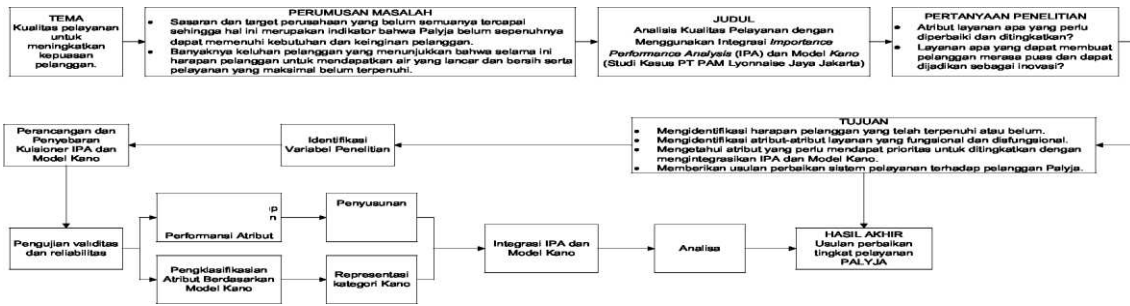 TEMA
Kualitas pelayanan
untuk
meningkatkan
kepuasan
pelanggan.
PERUMUSAN MASALAH
• Sasaran dan target perusahaan yang belum semuanya tercapai
sehingga hal ini merupakan indikator bahwa Palyja belum sepenuhnya
dapat memenuhi kebutuhan dan keinginan pelanggan.
• Banyaknya keluhan pelanggan yang menunjukkan bahwa selama ini
harapan pelanggan untuk mendapatkan air yang lancar dan bersih serta
pelayanan yang maksimal belum terpenuhi.
JUDUL
Analisis Kualitas Pelayanan dengan
Menggunakan Integrasi Importance
Performance Analysis (IPA) dan Model Kano
(Studi Kasus PT PAM Lyonnaise Jaya Jakarta)
PERTANYAAN PENELITIAN
• Atribut layanan apa yang perlu
diperbaiki dan ditingkatkan?
• Layanan apa yang dapat membuat
pelanggan merasa puas dan dapat
dijadikan sebagai inovasi?
TUJUAN
• Mengidentifikasi harapan pelanggan yang telah terpenuhi atau belum.
• Mengidentifikasi atribut-atribut layanan yang fungsional dan disfungsional.
• Mengetahui atribut yang perlu mendapat prioritas untuk ditingkatkan dengan
mengintegrasikan IPA dan Model Kano.
• Memberikan usulan perbaikan sistem pelayanan terhadap pelanggan Palyja.
Identifikasi
Variabel Penelitian
Perancangan dan
Penyebaran
Kuisioner IPA dan
Model Kano
Pengujian validitas
dan reliabilitas
p
n
Performansi Atribut
Penyusunan
Pengklasifikasian
Atribut Berdasarkan
Model Kano
Representasi
kategori Kano
Integrasi IPA dan
Model Kano
Analisa
HASIL AKHIR
Usulan perbaikan
tingkat pelayanan
PALYJA